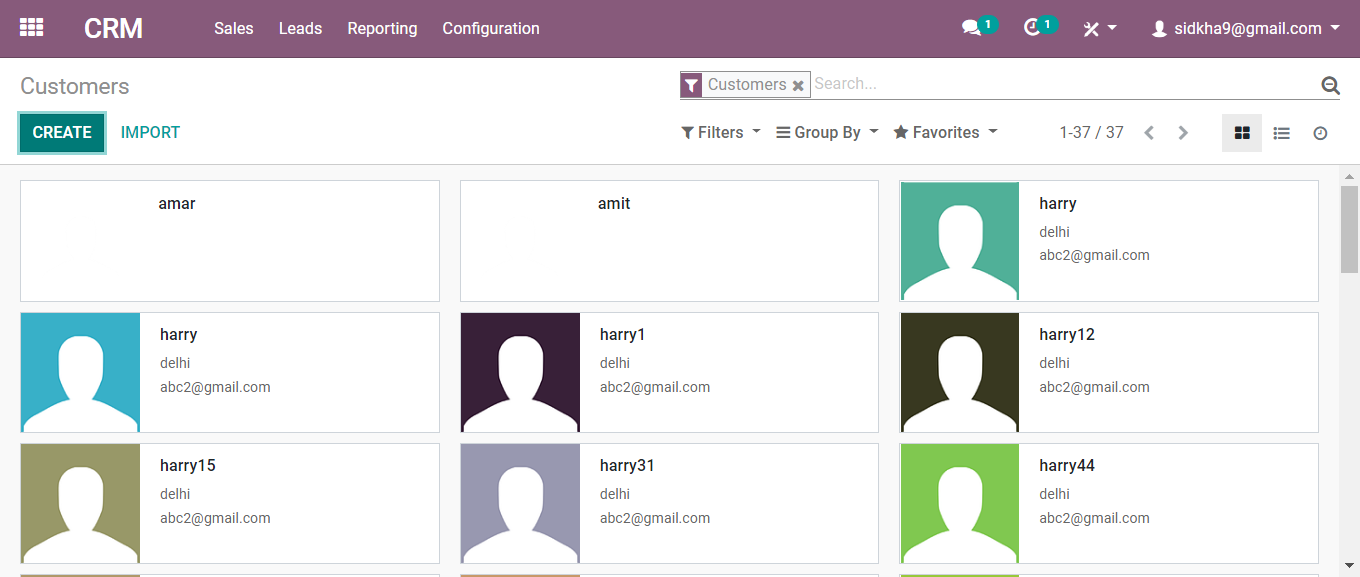 CRM Sales Leads Reporting Configuration 1 1 sidkha9@gmail.com
Customers Customers Search...
CREATE IMPORT Filters Group By Favorites 1-37 / 37
amar
amit
harry
delhi
abc2@gmail.com
harry
delhi
abc2@gmail.com
harry1
delhi
abc2@gmail.com
harry12
delhi
abc2@gmail.com
harry15
delhi
abc2@gmail.com
harry31
delhi
abc2@gmail.com
harry44
delhi
abc2@gmail.com